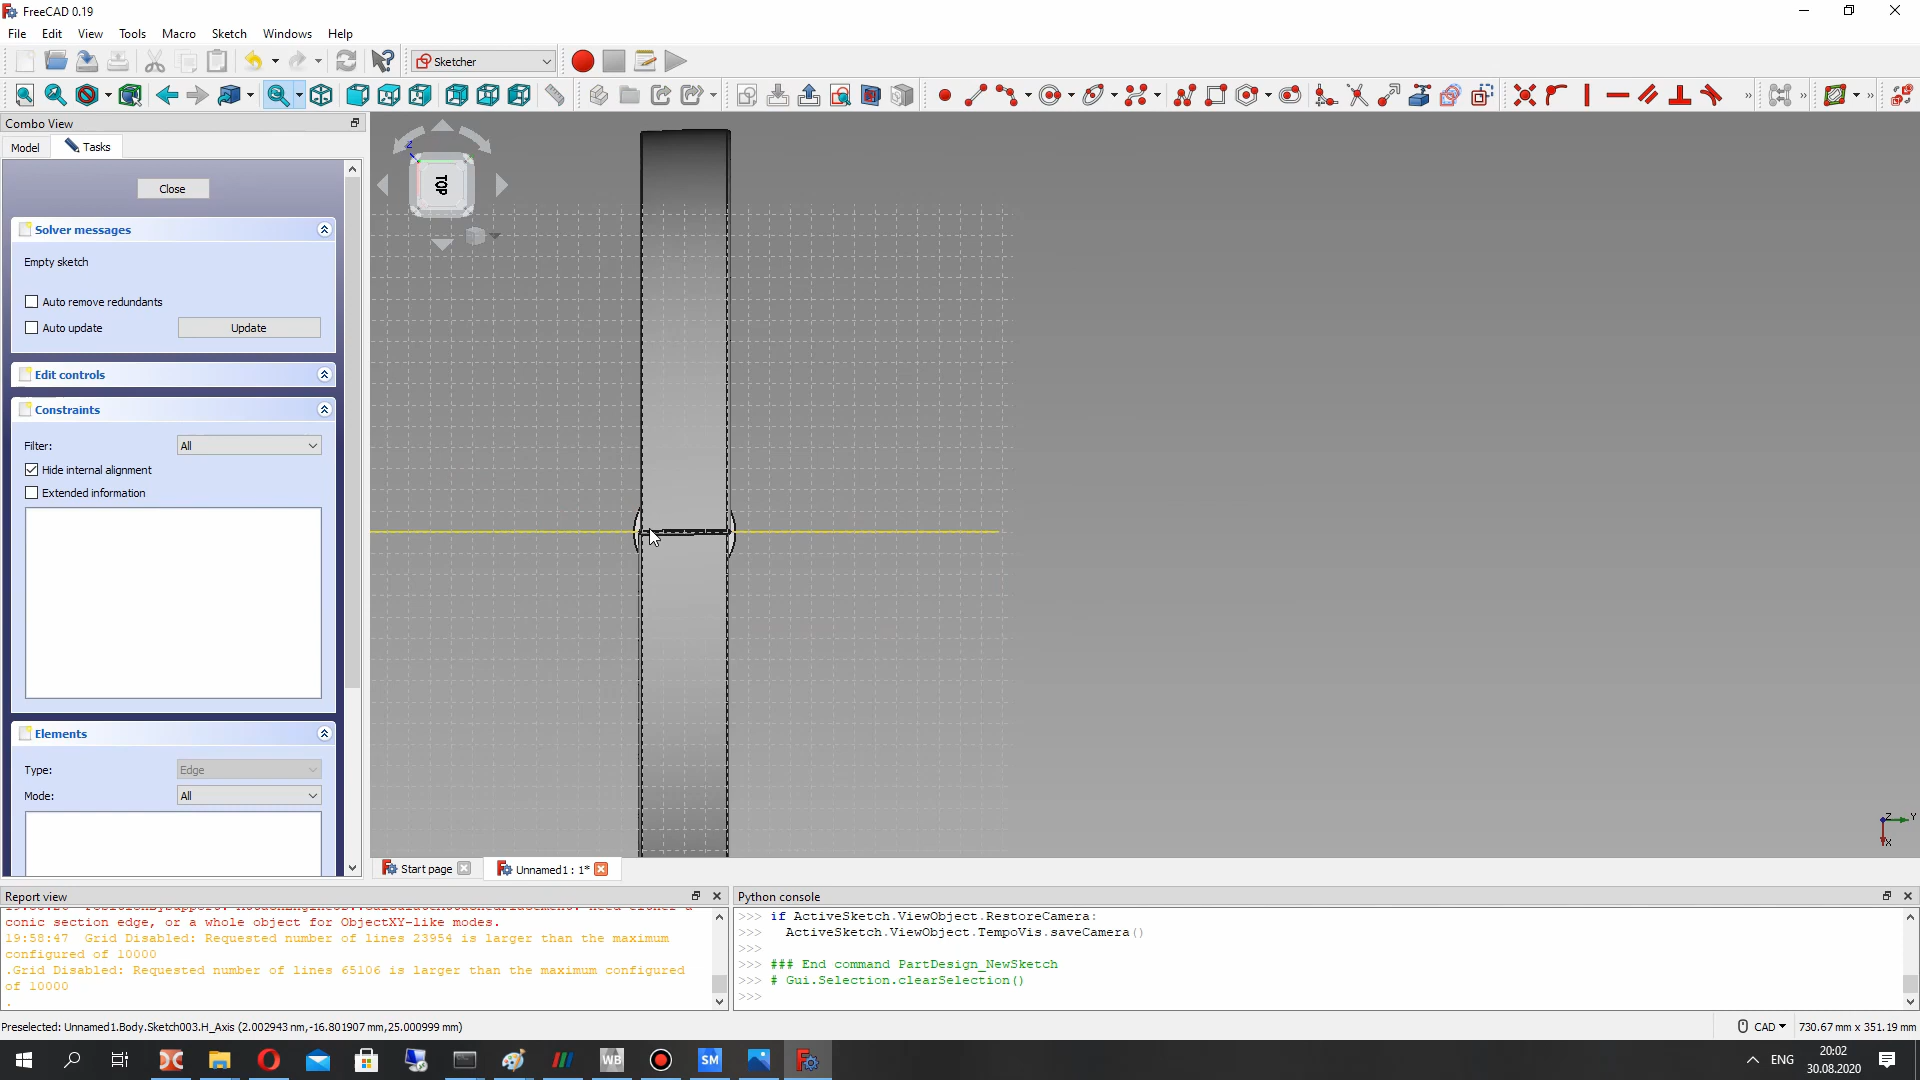 FreeCAD 0.19
File Edit View Tools Macro Sketch Windows Help
Sketcher
Combo View
Model Tasks
TOP
Z
Close
Solver messages
Empty sketch
Auto remove redundants
Auto update Update
Edit controls
Constraints
Filter: All
Hide internal alignment
Extended information
Elements
Type: Edge
Mode: All
Z Y
X
Start page Unnamed1 : 1*
Report view
conic section edge, or a whole object for ObjectXY-like modes.
19:58:47 Grid Disabled: Requested number of lines 23954 is larger than the maximum
configured of 10000
.Grid Disabled: Requested number of lines 65106 is larger than the maximum configured
of 10000
.
Python console
>>> if ActiveSketch.ViewObject.RestoreCamera:
>>> ActiveSketch.ViewObject.TempoVis.saveCamera()
>>>
>>> ### End command PartDesign_NewSketch
>>> # Gui.Selection.clearSelection()
>>>
Preselected: Unnamed1.Body.Sketch003.H_Axis (2.002943 nm,-16.801907 mm,25.000999 mm)
CAD 730.67 mm x 351.19 mm
WB SM
ENG
20:02
30.08.2020